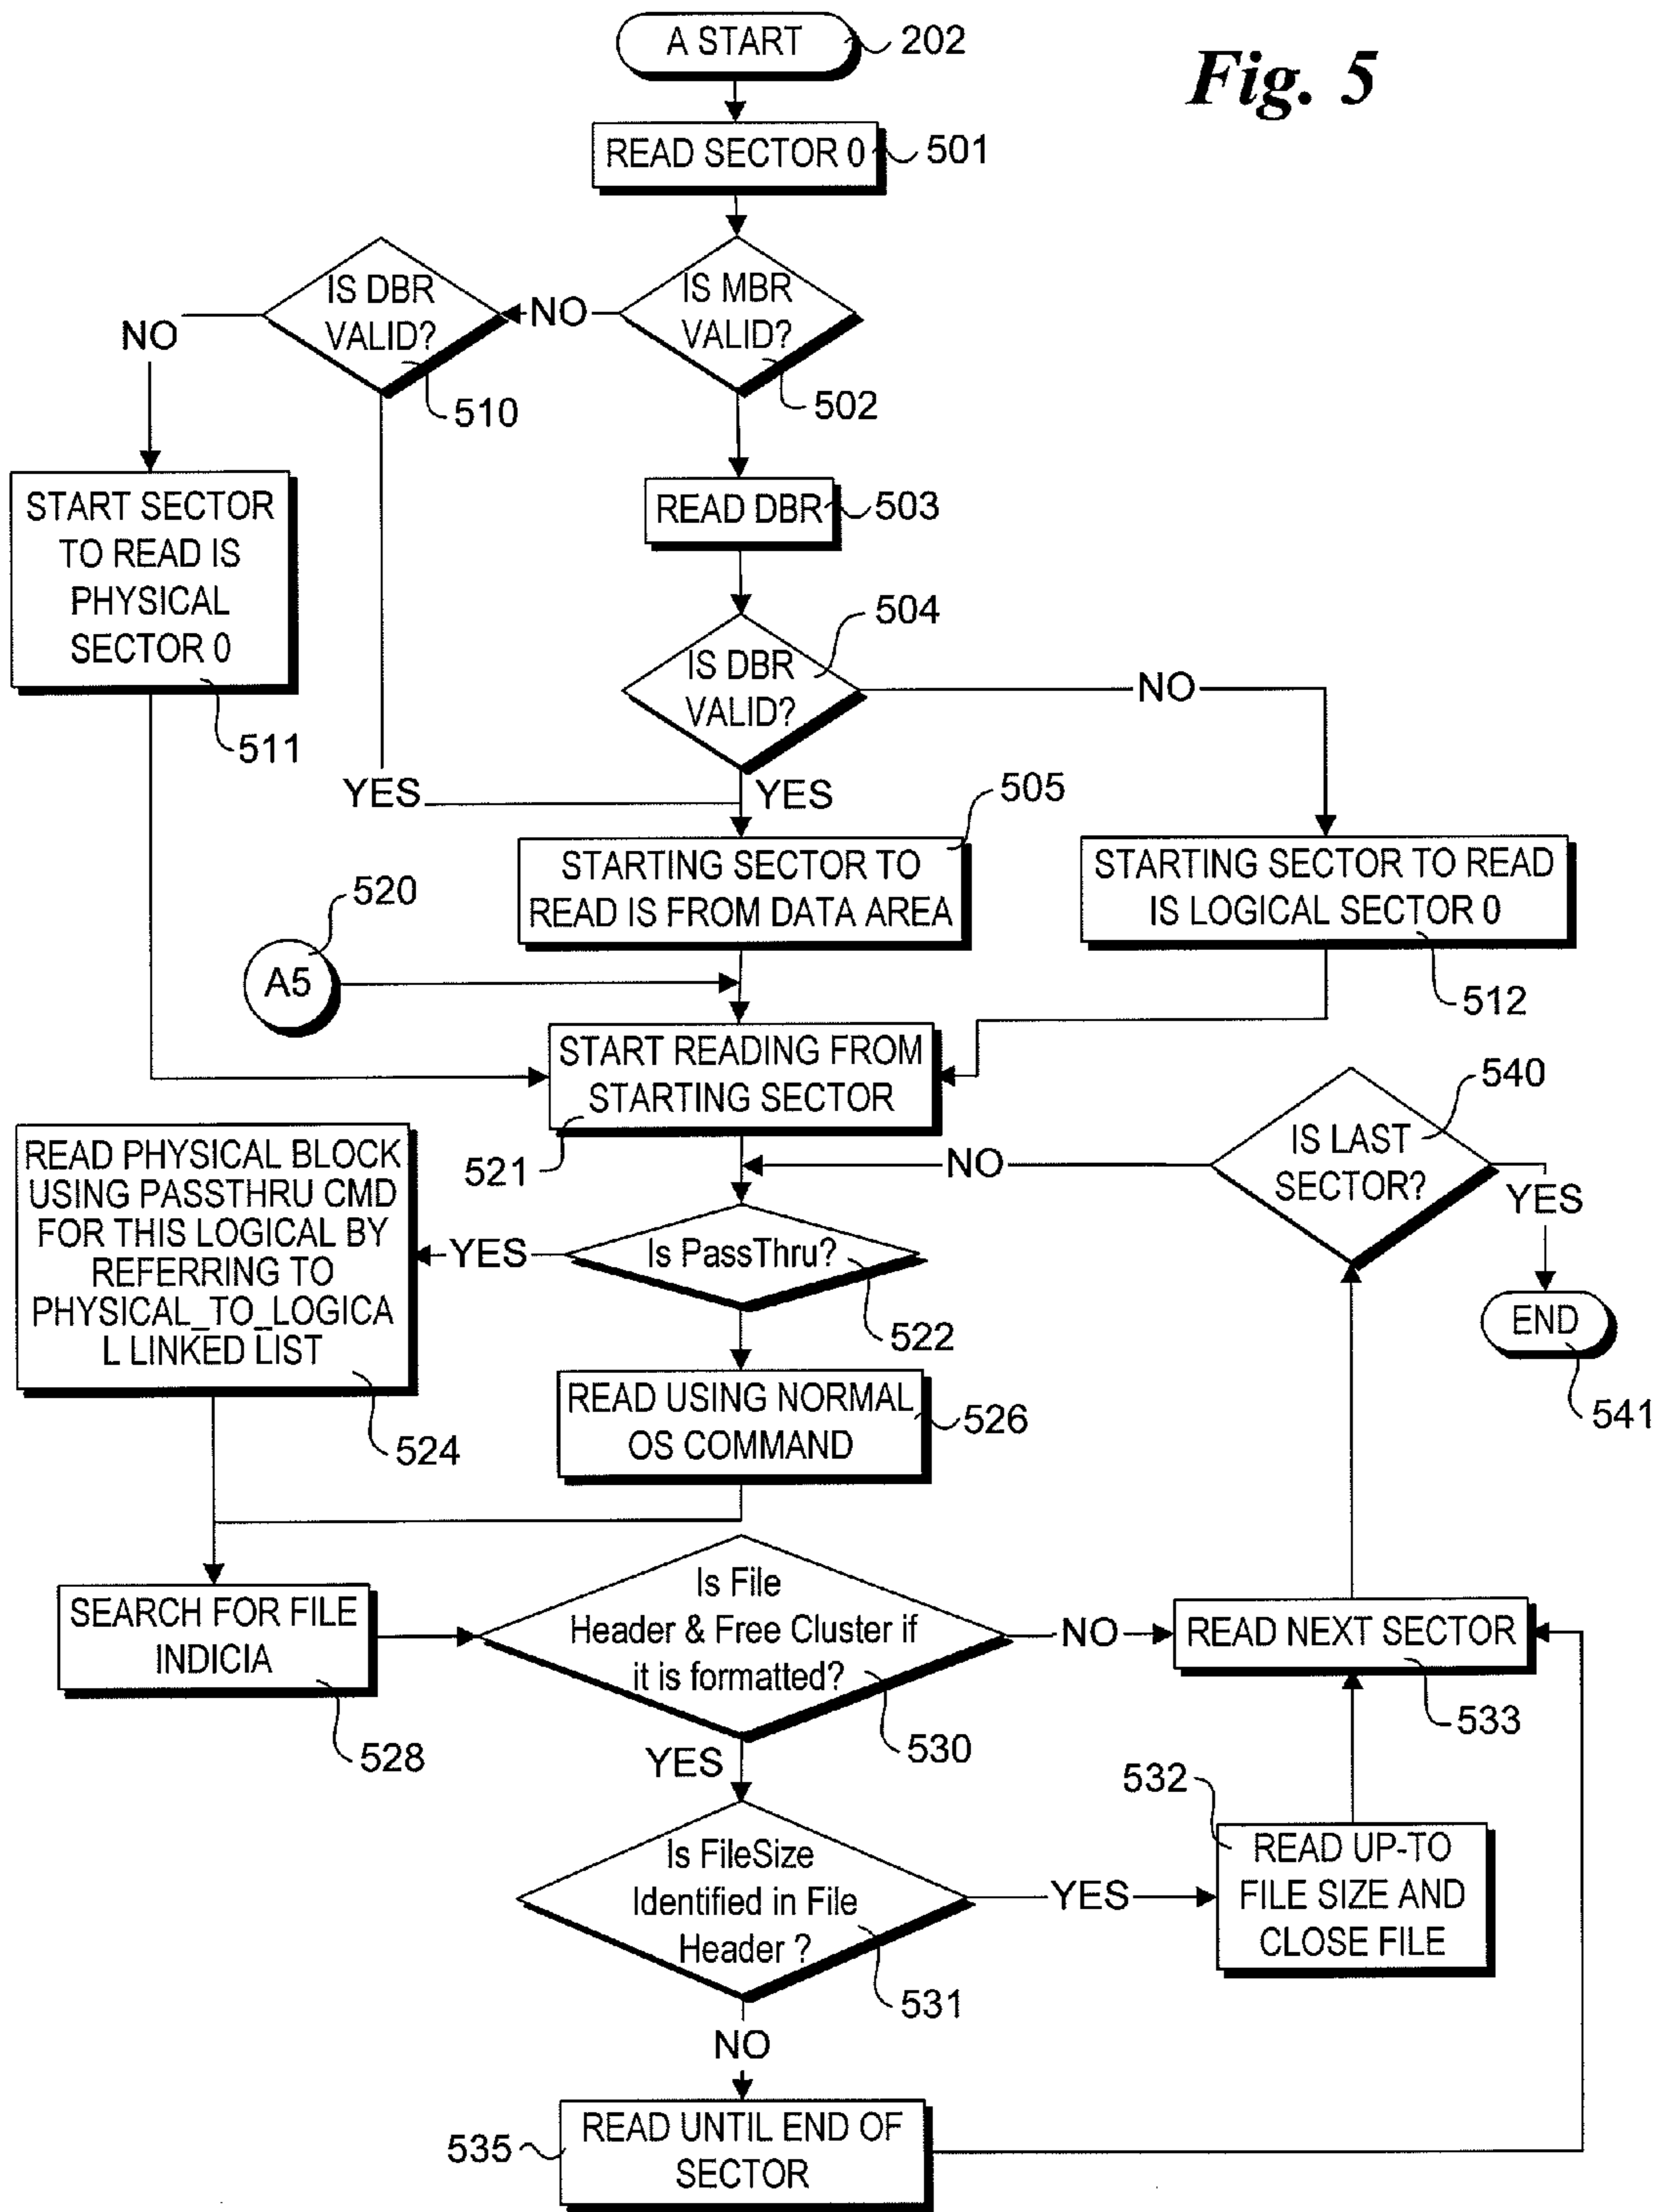 A START
202
Fig. 5
READ SECTOR 0
501
IS DBR
VALID?
510
NO
IS MBR
VALID?
502
NO
START SECTOR
TO READ IS
PHYSICAL
SECTOR 0
511
READ DBR
503
504
IS DBR
VALID?
NO
YES
YES
505
STARTING SECTOR TO
READ IS FROM DATA AREA
STARTING SECTOR TO READ
IS LOGICAL SECTOR 0
512
520
A5
START READING FROM
STARTING SECTOR
521
540
IS LAST
SECTOR?
NO
YES
END
541
READ PHYSICAL BLOCK
USING PASSTHRU CMD
FOR THIS LOGICAL BY
REFERRING TO
PHYSICAL_TO_LOGICA
L LINKED LIST
524
YES
Is PassThru?
522
READ USING NORMAL
OS COMMAND
526
SEARCH FOR FILE
INDICIA
528
Is File
Header & Free Cluster if
it is formatted?
530
NO
READ NEXT SECTOR
533
YES
Is FileSize
Identified in File
Header ?
531
YES
532
READ UP-TO
FILE SIZE AND
CLOSE FILE
NO
READ UNTIL END OF
SECTOR
535